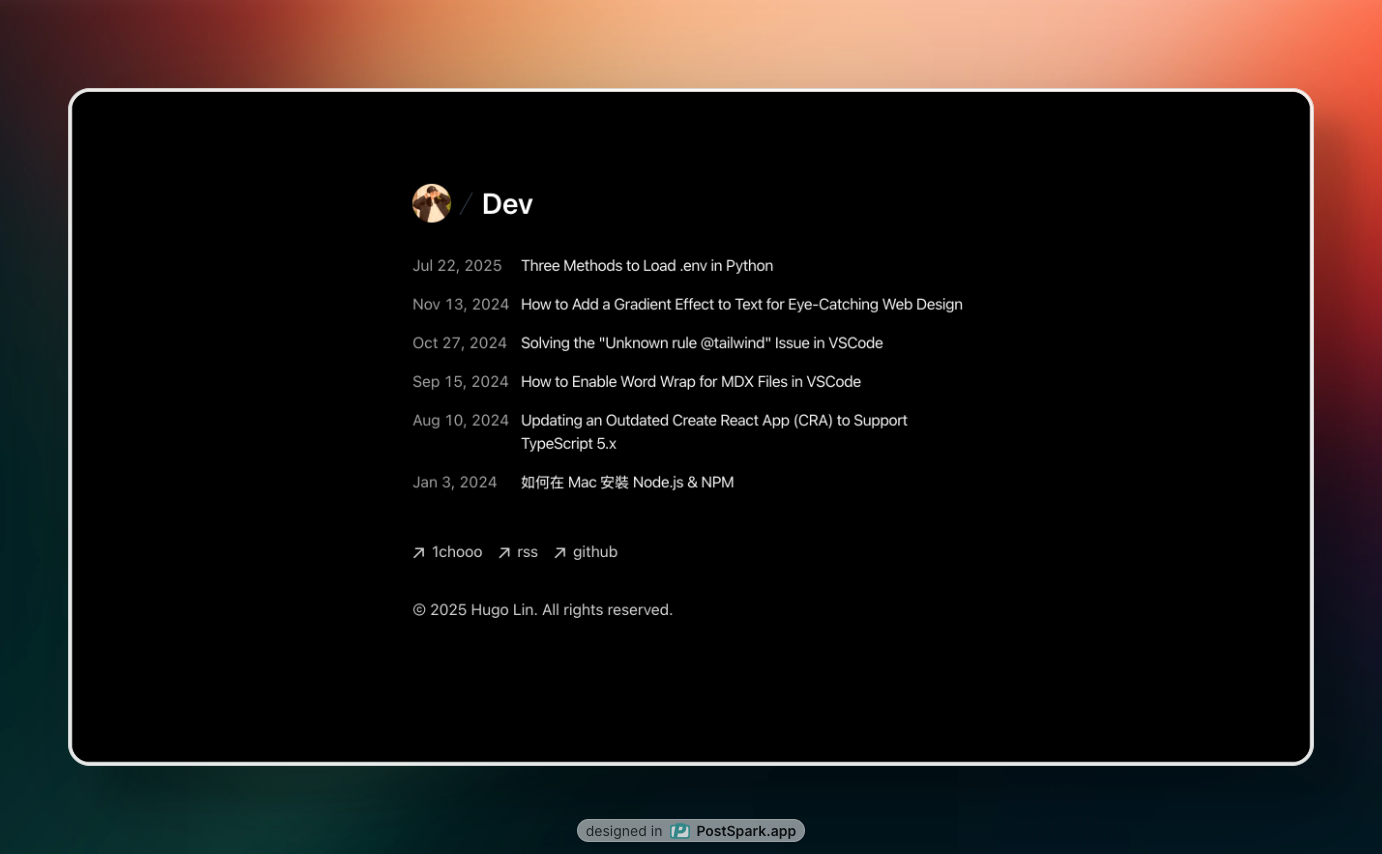 / Dev
Jul 22, 2025 Three Methods to Load .env in Python
Nov 13, 2024 How to Add a Gradient Effect to Text for Eye-Catching Web Design
Oct 27, 2024 Solving the "Unknown rule @tailwind" Issue in VSCode
Sep 15, 2024 How to Enable Word Wrap for MDX Files in VSCode
Aug 10, 2024 Updating an Outdated Create React App (CRA) to Support
TypeScript 5.x
Jan 3, 2024 如何在 Mac 安裝 Node.js & NPM
↗ 1chooo ↗ rss ↗ github
© 2025 Hugo Lin. All rights reserved.
designed in PostSpark.app